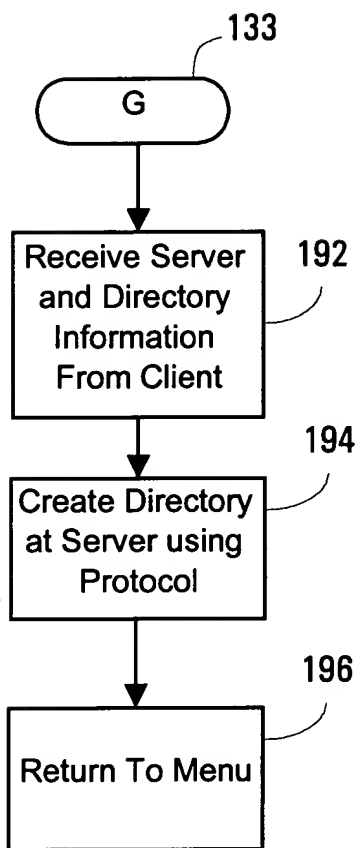 133
G
Receive Server
and Directory
Information
From Client
192
194
Create Directory
at Server using
Protocol
196
Return To Menu